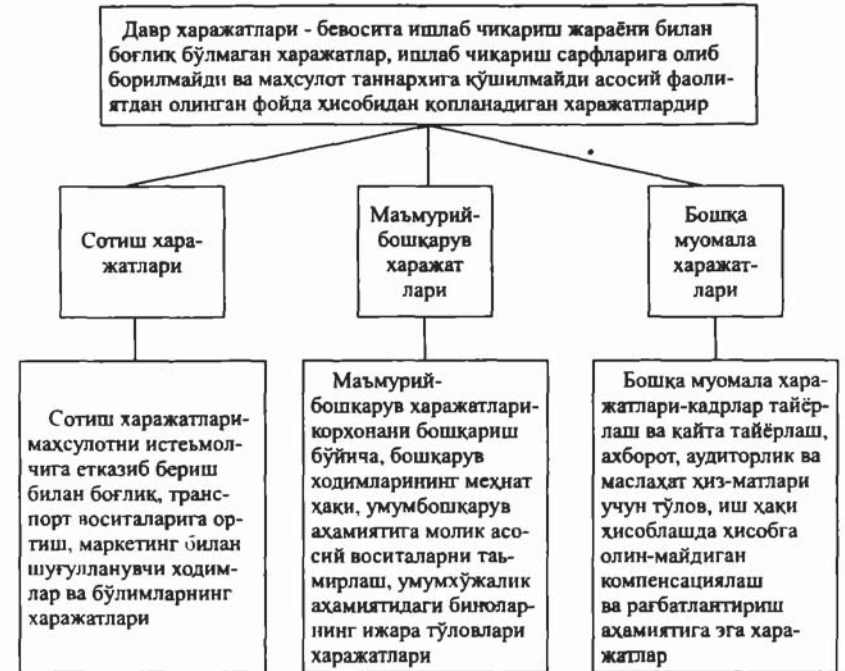 Давр харажатлари - бевосита ишлаб чикариш жараёни билан
боғлиқ бўлмаган харажатлар, ишлаб чиқариш сарфларига олиб
борилмайди ва маҳсулот таннархига қўшилмайди асосий фаоли-
ятдан олинган фойда ҳисобидан қопланадиган харажатлардир
Сотиш хара-
жатлари
Маъмурий-
бошқарув
харажат
лари
Бошқа
муомала
харажат-
лари
Сотиш харажатлари-
маҳсулотни истеъмол-
чига етказиб бериш
билан боғлиқ, транс-
порт воситаларига ор-
тиш, маркетинг билан
шуғулланувчи ходим-
лар ва бўлимларнинг
харажатлари
Маъмурий-
бошкарув харажатлари-
корхонани бошқариш
бўйича, бошқарув
ходимларининг меҳнат
ҳақи, умумбошқарув
аҳамиятига молик асо-
сий воситаларни таъ-
мирлаш, умумхўжалик
аҳамиятидаги бинолар-
нинг ижара тўловлари
харажатлари
Бошқа муомала хара-
жатлари-кадрлар тайёр-
лаш ва қайта тайёрлаш,
ахборот, аудиторлик ва
маслаҳат ҳиз-матлари
учун тўлов, иш ҳақи
ҳисоблашда ҳисобга
олин-майдиган
компенсациялаш
ва рағбатлантириш
аҳамиятига эга хара-
жатлар